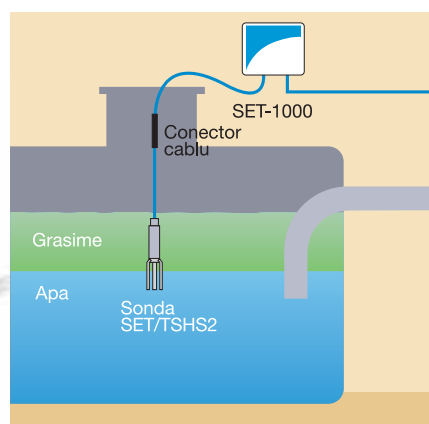 SET-1000
Conector
cablu
Grasime
Apa
Sonda
SET/TSHS2